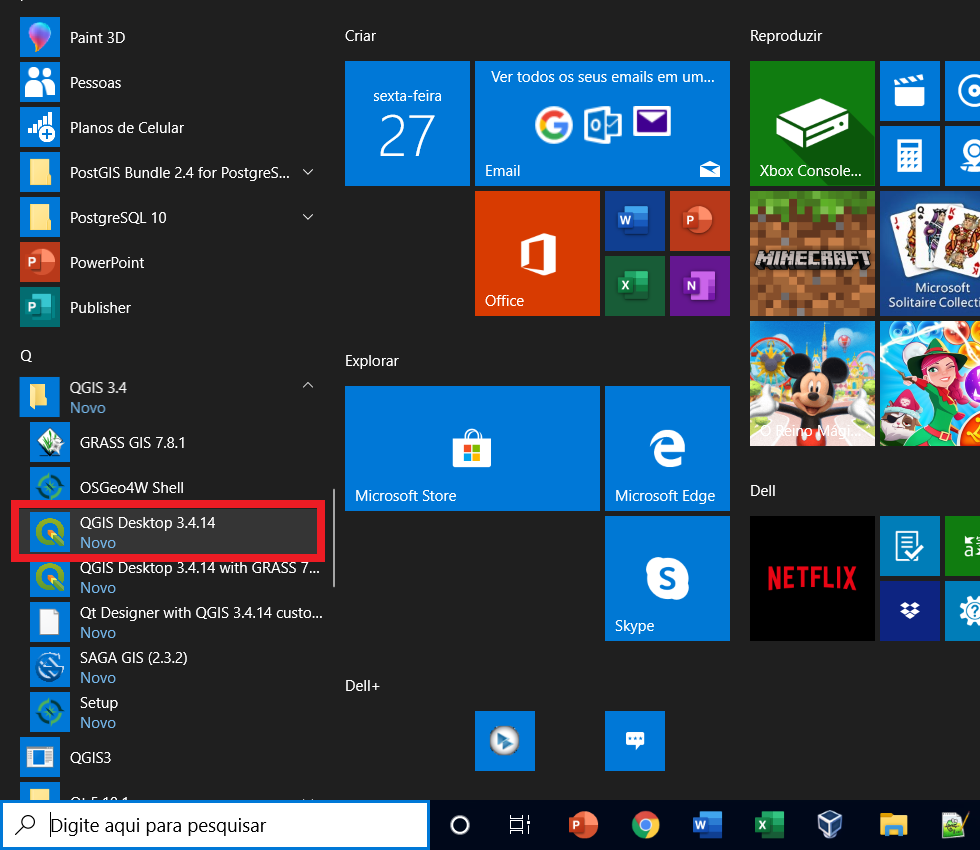 Paint 3D
Pessoas
Planos de Celular
PostGIS Bundle 2.4 for PostgreS...
PostgreSQL 10
PowerPoint
Publisher
Q
QGIS 3.4
Novo
GRASS GIS 7.8.1
OSGeo4W Shell
QGIS Desktop 3.4.14
Novo
QGIS Desktop 3.4.14 with GRASS 7...
Novo
Qt Designer with QGIS 3.4.14 custo...
Novo
SAGA GIS (2.3.2)
Novo
Setup
Novo
QGIS3
Digite aqui para pesquisar
Criar
sexta-feira
27
Ver todos os seus emails em um...
Email
Office
Explorar
Microsoft Store
Microsoft Edge
Skype
Dell+
Reproduzir
Xbox Console...
MINECRAFT
Microsoft
Solitaire Collecti
O Reino Mági...
Dell
NETFLIX